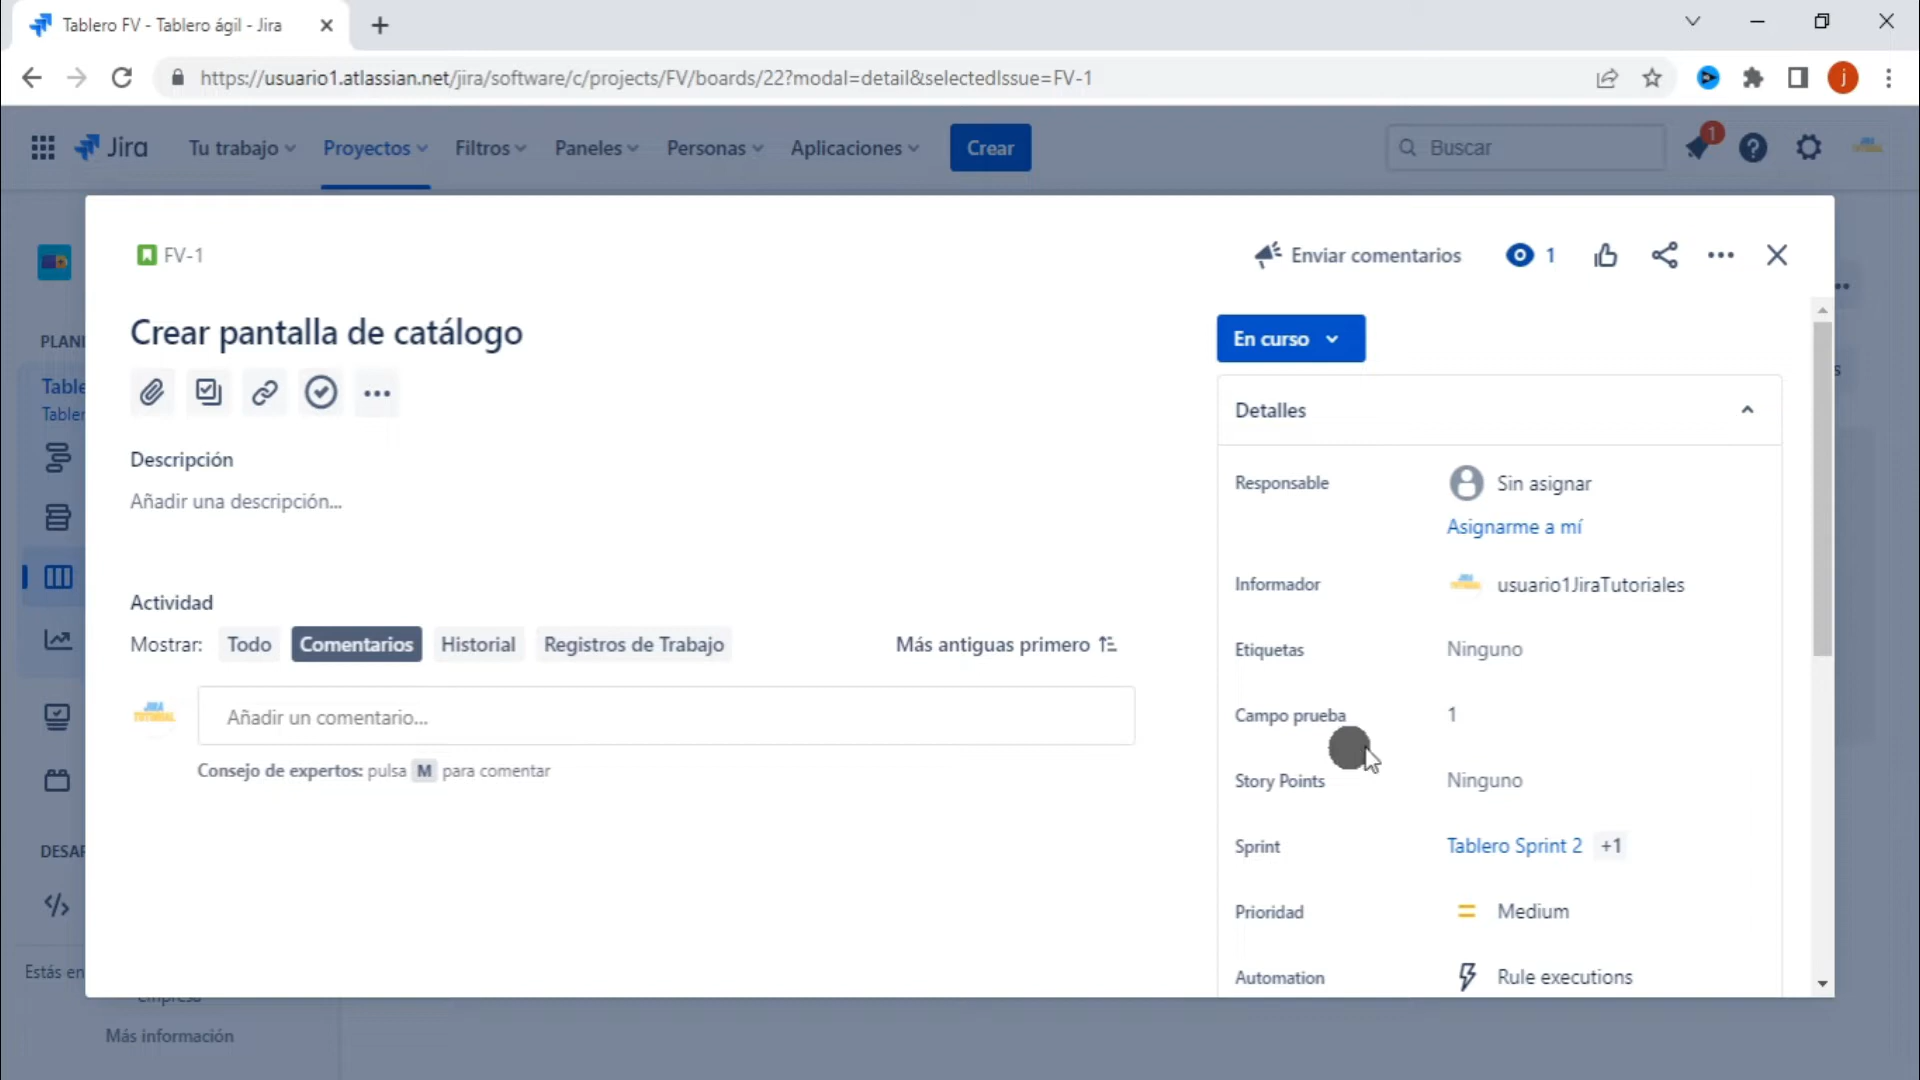 Tablero FV - Tablero ágil - Jira
https://usuario1.atlassian.net/jira/software/c/projects/FV/boards/22?modal=detail&selectedIssue=FV-1
j
Jira
Tu trabajo
Proyectos
Filtros
Paneles
Personas
Aplicaciones
Crear
Buscar
1
FV-1
Enviar comentarios
1
Crear pantalla de catálogo
En curso
PLANI
Table
Tabler
Detalles
Descripción
Añadir una descripción...
Responsable
Sin asignar
Asignarme a mí
Informador
usuario1JiraTutoriales
Actividad
Mostrar:
Todo
Comentarios
Historial
Registros de Trabajo
Más antiguas primero
Etiquetas
Ninguno
JIRA
TUTORIAL
Añadir un comentario...
Campo prueba
1
Consejo de expertos: pulsa M para comentar
Story Points
Ninguno
Sprint
Tablero Sprint 2
+1
DESAR
Prioridad
Medium
Automation
Rule executions
Estás en
empresa
Más información